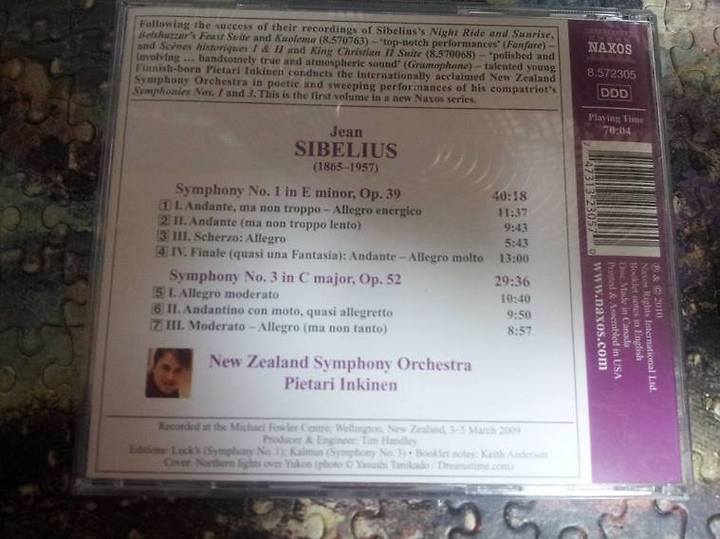 Following the success of their recordings of Sibelius's Night Ride and Sunrise,
Belshazzar's Feast Suite and Kuolema (8.570763) – 'top-notch performances' (Fanfare) –
and Scènes historiques I & II and King Christian II Suite (8.570068) – 'polished and
involving ... handsomely true and atmospheric sound' (Gramophone) – talented young
Finnish-born Pietari Inkinen conducts the internationally acclaimed New Zealand
Symphony Orchestra in poetic and sweeping performances of his compatriot's
Symphonies Nos. 1 and 3. This is the first volume in a new Naxos series.
Jean
SIBELIUS
(1865–1957)
Symphony No. 1 in E minor, Op. 39 40:18
1 I. Andante, ma non troppo – Allegro energico 11:37
2 II. Andante (ma non troppo lento) 9:43
3 III. Scherzo: Allegro 5:43
4 IV. Finale (quasi una Fantasia): Andante – Allegro molto 13:00
Symphony No. 3 in C major, Op. 52 29:36
5 I. Allegro moderato 10:40
6 II. Andantino con moto, quasi allegretto 9:50
7 III. Moderato – Allegro (ma non tanto) 8:57
New Zealand Symphony Orchestra
Pietari Inkinen
Recorded at the Michael Fowler Centre, Wellington, New Zealand, 3–5 March 2009
Producer & Engineer: Tim Handley
Editions: Luck's (Symphony No. 1); Kalmus (Symphony No. 3) • Booklet notes: Keith Anderson
Cover: Northern lights over Yukon (photo © Yasushi Tanikado / Dreamstime.com)
NAXOS
8.572305
DDD
Playing Time
70:04
7 47313 23057 0
℗ & © 2010
Naxos Rights International Ltd.
Booklet notes in English
Disc Made in Canada
Printed & Assembled in USA
www.naxos.com